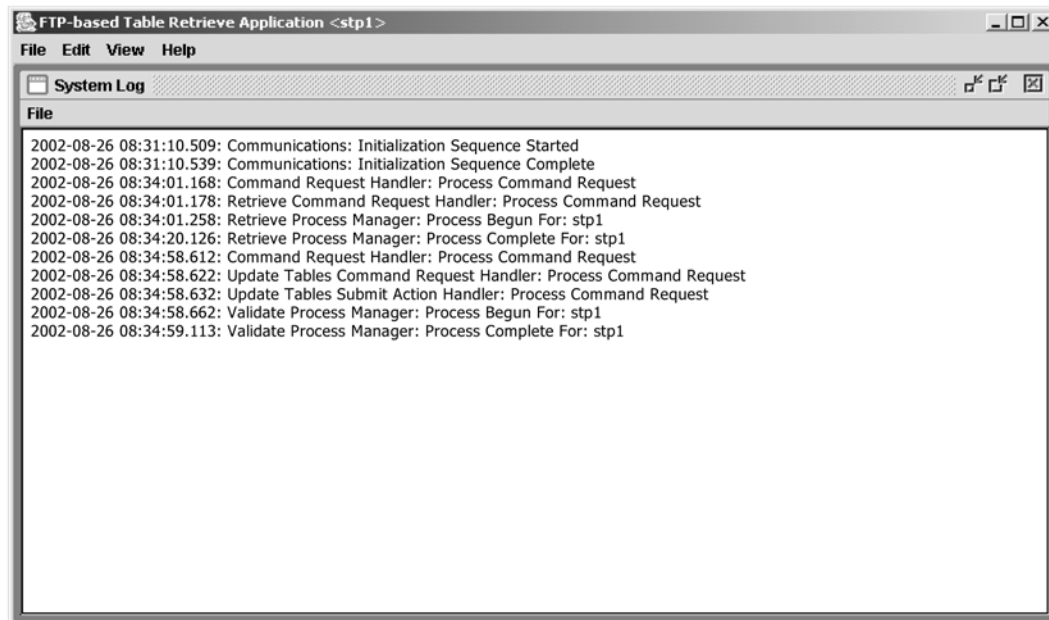 FTP-based Table Retrieve Application <stp1>
File Edit View Help
System Log
File
2002-08-26 08:31:10.509: Communications: Initialization Sequence Started
2002-08-26 08:31:10.539: Communications: Initialization Sequence Complete
2002-08-26 08:34:01.168: Command Request Handler: Process Command Request
2002-08-26 08:34:01.178: Retrieve Command Request Handler: Process Command Request
2002-08-26 08:34:01.258: Retrieve Process Manager: Process Begun For: stp1
2002-08-26 08:34:20.126: Retrieve Process Manager: Process Complete For: stp1
2002-08-26 08:34:58.612: Command Request Handler: Process Command Request
2002-08-26 08:34:58.622: Update Tables Command Request Handler: Process Command Request
2002-08-26 08:34:58.632: Update Tables Submit Action Handler: Process Command Request
2002-08-26 08:34:58.662: Validate Process Manager: Process Begun For: stp1
2002-08-26 08:34:59.113: Validate Process Manager: Process Complete For: stp1